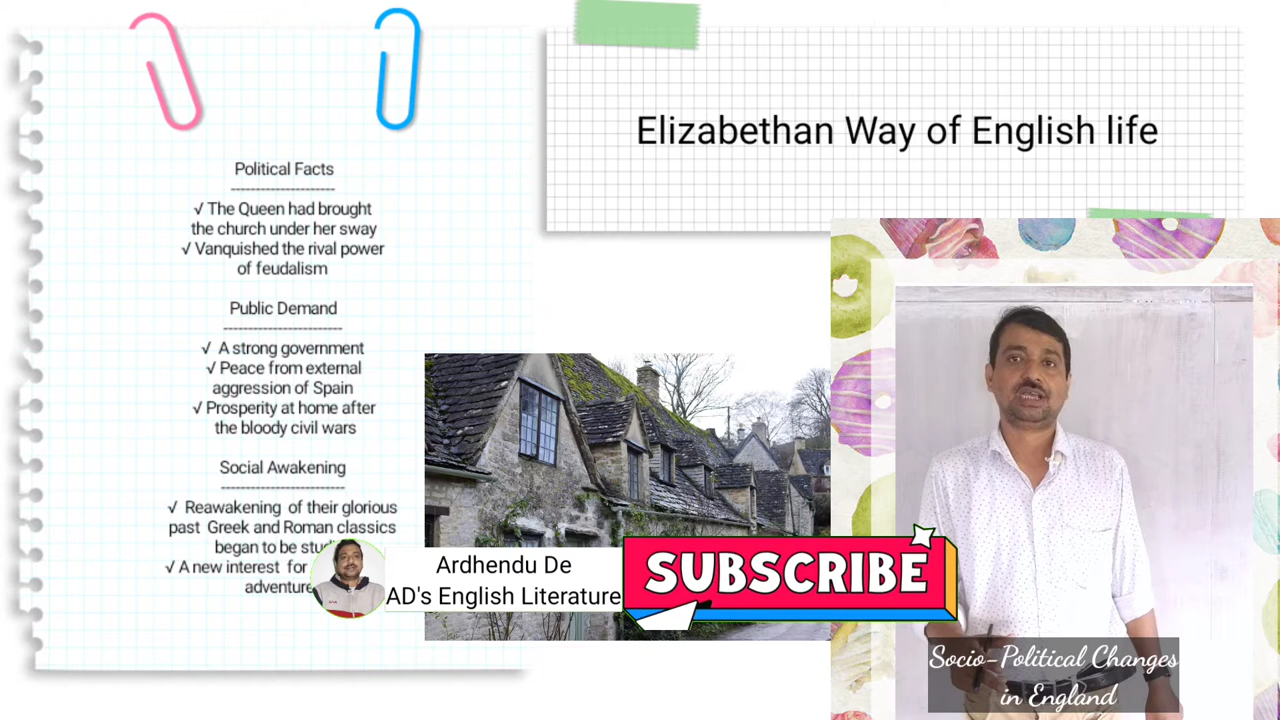 Elizabethan Way of English life
Political Facts
---------------------
√ The Queen had brought
the church under her sway
√ Vanquished the rival power
of feudalism
Public Demand
------------------------
√ A strong government
√ Peace from external
aggression of Spain
√ Prosperity at home after
the bloody civil wars
Social Awakening
-------------------------
√ Reawakening of their glorious
past Greek and Roman classics
began to be
√ A new interest for
adventure
Ardhendu De
AD's English Literature
SUBSCRIBE
Socio-Political Changes
in England